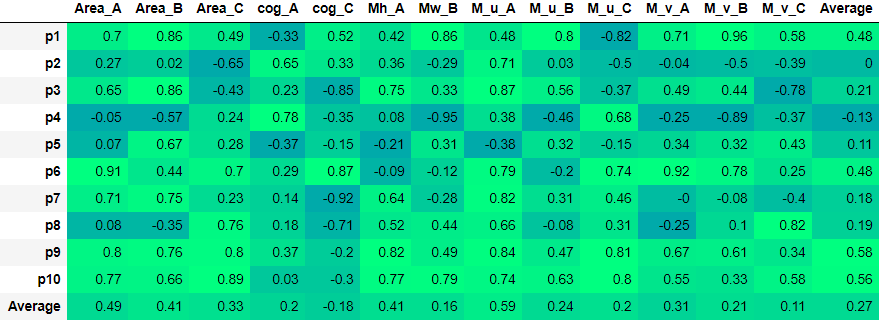 Area_A Area_B Area_C cog_A cog_C Mh_A Mw_B M_u_A M_u_B M_u_C M_v_A M_v_B M_v_C Average
p1 0.7 0.86 0.49 -0.33 0.52 0.42 0.86 0.48 0.8 -0.82 0.71 0.96 0.58 0.48
p2 0.27 0.02 -0.65 0.65 0.33 0.36 -0.29 0.71 0.03 -0.5 -0.04 -0.5 -0.39 0
p3 0.65 0.86 -0.43 0.23 -0.85 0.75 0.33 0.87 0.56 -0.37 0.49 0.44 -0.78 0.21
p4 -0.05 -0.57 0.24 0.78 -0.35 0.08 -0.95 0.38 -0.46 0.68 -0.25 -0.89 -0.37 -0.13
p5 0.07 0.67 0.28 -0.37 -0.15 -0.21 0.31 -0.38 0.32 -0.15 0.34 0.32 0.43 0.11
p6 0.91 0.44 0.7 0.29 0.87 -0.09 -0.12 0.79 -0.2 0.74 0.92 0.78 0.25 0.48
p7 0.71 0.75 0.23 0.14 -0.92 0.64 -0.28 0.82 0.31 0.46 -0 -0.08 -0.4 0.18
p8 0.08 -0.35 0.76 0.18 -0.71 0.52 0.44 0.66 -0.08 0.31 -0.25 0.1 0.82 0.19
p9 0.8 0.76 0.8 0.37 -0.2 0.82 0.49 0.84 0.47 0.81 0.67 0.61 0.34 0.58
p10 0.77 0.66 0.89 0.03 -0.3 0.77 0.79 0.74 0.63 0.8 0.55 0.33 0.58 0.56
Average 0.49 0.41 0.33 0.2 -0.18 0.41 0.16 0.59 0.24 0.2 0.31 0.21 0.11 0.27